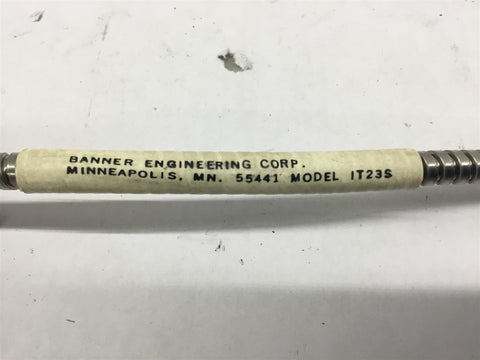 BANNER ENGINEERING CORP.
MINNEAPOLIS, MN. 55441 MODEL IT23S